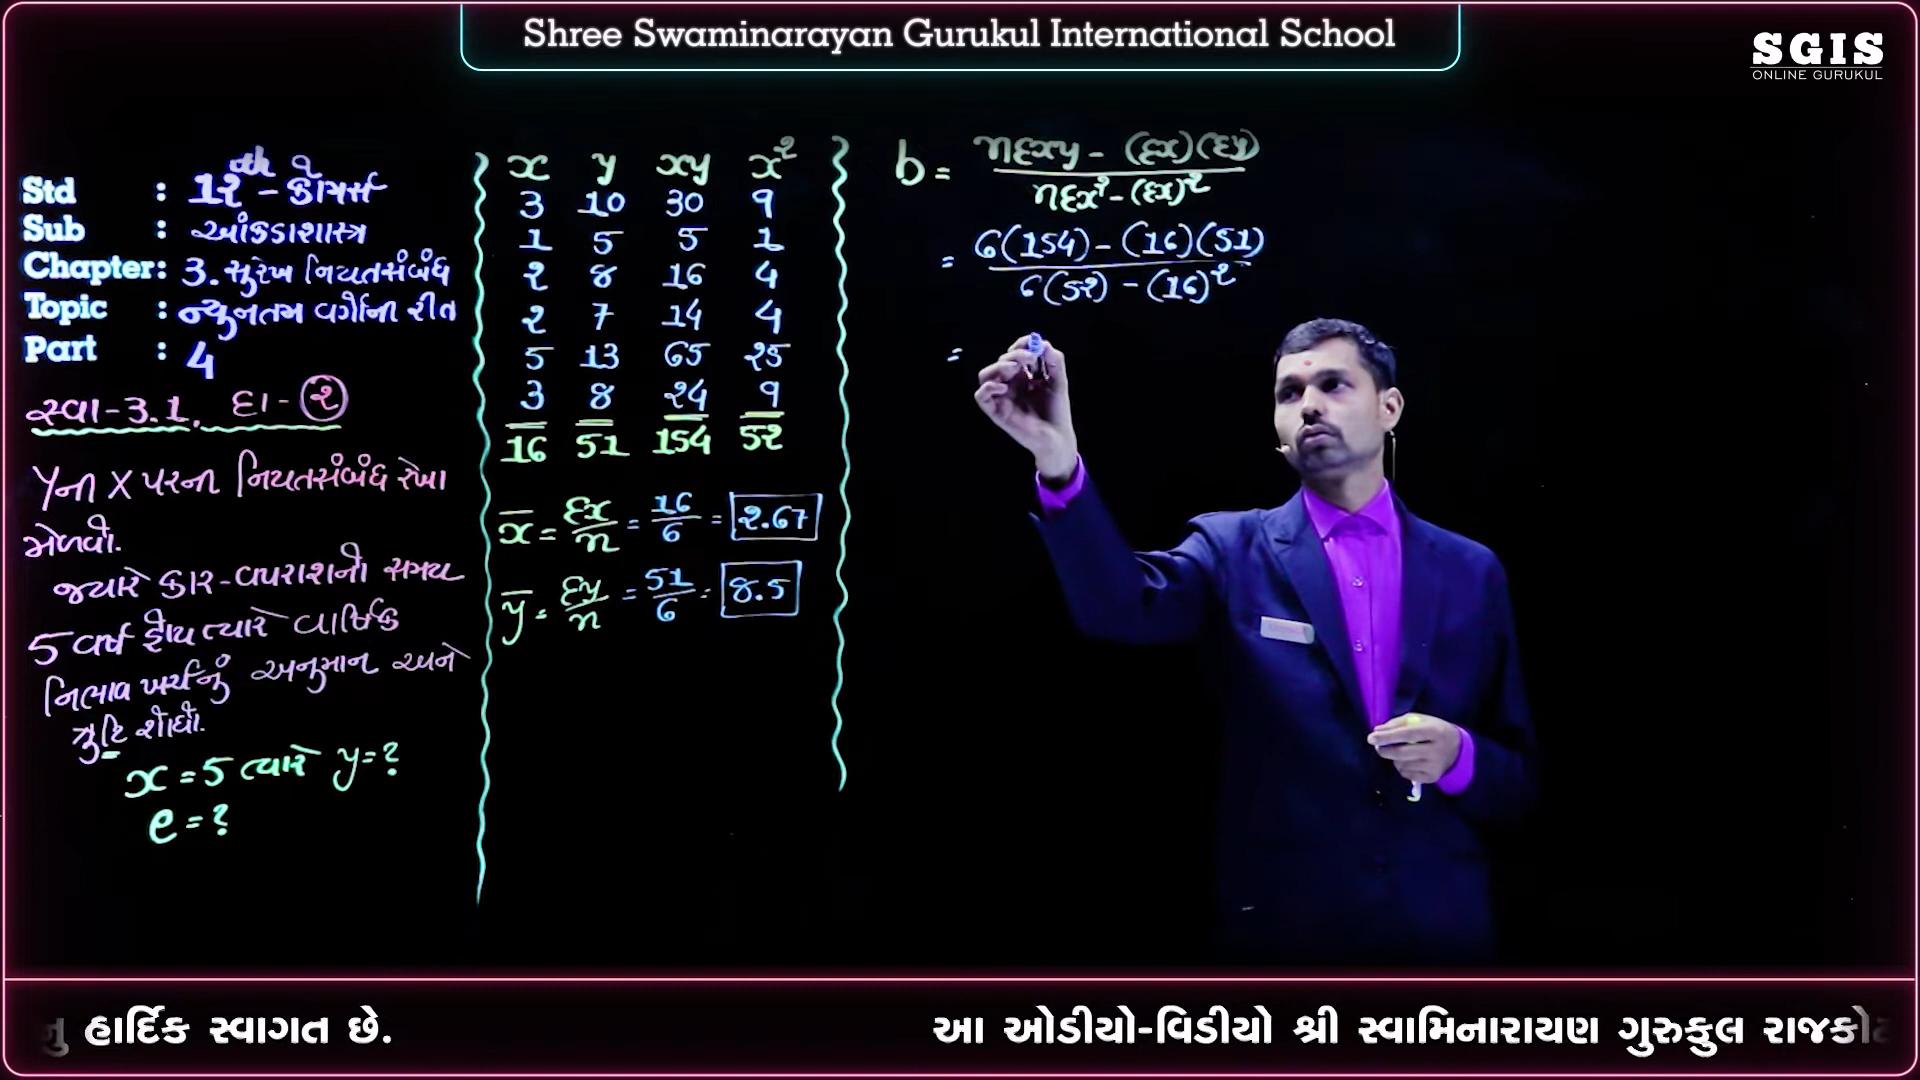 Shree Swaminarayan Gurukul International School
SGIS
ONLINE GURUKUL
Std : 12th - કોમર્સ
Sub : આંકડાશાસ્ત્ર
Chapter: 3. સુરેખ નિયતસંબંધ
Topic : ન્યુનતમ વર્ગોની રીત
Part : 4
સ્વા-3.1. દા-(૨)
Yની X પરની નિયતસંબંધ રેખા
મેળવો.
જ્યારે કાર-વપરાશનો સમય
5 વર્ષ હોય ત્યારે વાર્ષિક
નિભાવ ખર્ચનું અનુમાન અને
ત્રુટિ શોધો.
x = 5 ત્યારે y = ?
e = ?
x y xy x²
3 10 30 9
1 5 5 1
2 8 16 4
2 7 14 4
5 13 65 25
3 8 24 9
16 51 154 52
x̄ = Σx/n = 16/6 = 2.67
ȳ = Σy/n = 51/6 = 8.5
b = nΣxy - (Σx)(Σy) / nΣx² - (Σx)²
= 6(154) - (16)(51) / 6(52) - (16)²
=
નુ હાર્દિક સ્વાગત છે.
આ ઓડીયો-વિડીયો શ્રી સ્વામિનારાયણ ગુરુકુલ રાજકોટ